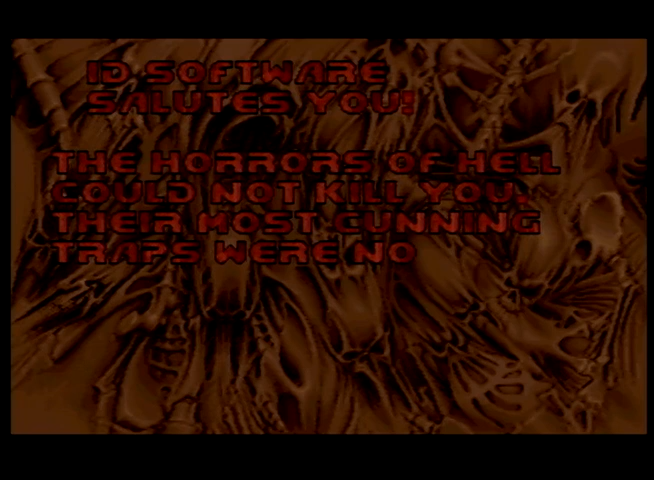 ID SOFTWARE
SALUTES YOU!
THE HORRORS OF HELL
COULD NOT KILL YOU.
THEIR MOST CUNNING
TRAPS WERE NO